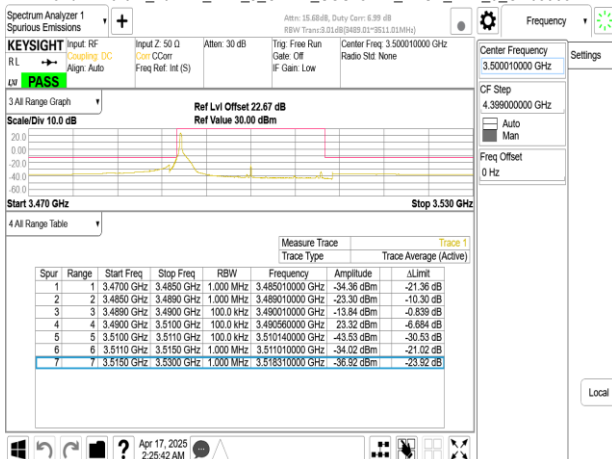 Spectrum Analyzer 1
Spurious Emissions
+
Attn: 15.68dB, Duty Corr: 6.99 dB
RBW Trans:3.01dB(3489.01~3511.01MHz)
Frequency
KEYSIGHT
RL
LXI PASS
Input: RF
Coupling: DC
Align: Auto
Input Z: 50 Ω
Corr CCorr
Freq Ref: Int (S)
Atten: 30 dB
Trig: Free Run
Gate: Off
IF Gain: Low
Center Freq: 3.500010000 GHz
Radio Std: None
Center Frequency
3.500010000 GHz
Settings
CF Step
4.399000000 GHz
Auto
Man
Freq Offset
0 Hz
3 All Range Graph
Scale/Div 10.0 dB
Ref Lvl Offset 22.67 dB
Ref Value 30.00 dBm
20.0
0.00
-20.0
-40.0
-60.0
Start 3.470 GHz
Stop 3.530 GHz
4 All Range Table
Measure Trace Trace 1
Trace Type Trace Average (Active)
Spur Range Start Freq Stop Freq RBW Frequency Amplitude ΔLimit
1 1 3.4700 GHz 3.4850 GHz 1.000 MHz 3.485010000 GHz -34.36 dBm -21.36 dB
2 2 3.4850 GHz 3.4890 GHz 1.000 MHz 3.489010000 GHz -23.30 dBm -10.30 dB
3 3 3.4890 GHz 3.4900 GHz 100.0 kHz 3.490010000 GHz -13.84 dBm -0.839 dB
4 4 3.4900 GHz 3.5100 GHz 100.0 kHz 3.490560000 GHz 23.32 dBm -6.684 dB
5 5 3.5100 GHz 3.5110 GHz 100.0 kHz 3.510140000 GHz -43.53 dBm -30.53 dB
6 6 3.5110 GHz 3.5150 GHz 1.000 MHz 3.511010000 GHz -34.02 dBm -21.02 dB
7 7 3.5150 GHz 3.5300 GHz 1.000 MHz 3.518310000 GHz -36.92 dBm -23.92 dB
Local
?
Apr 17, 2025
2:25:42 AM